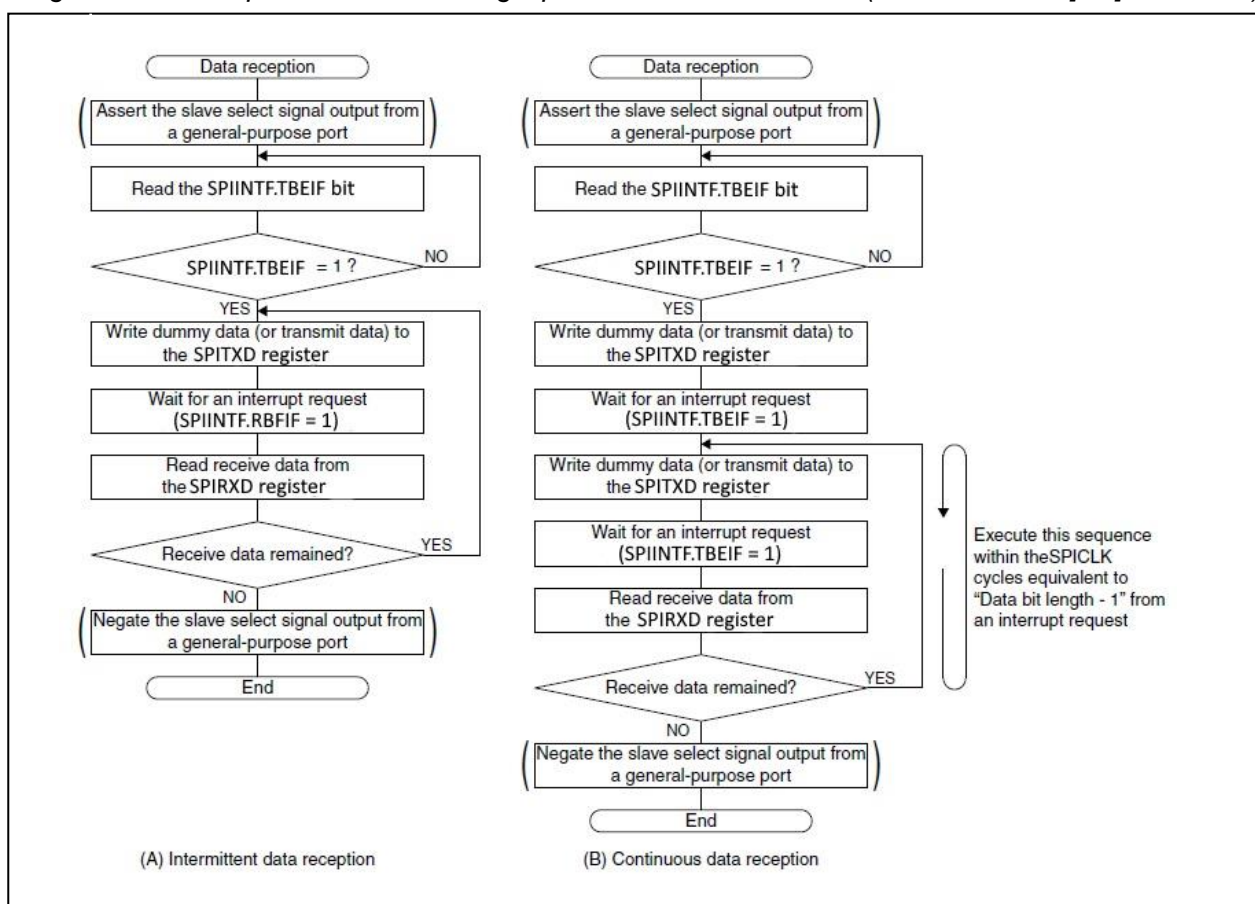 Data reception
Assert the slave select signal output from
a general-purpose port
Read the SPIINTF.TBEIF bit
SPIINTF.TBEIF = 1 ?
NO
YES
Write dummy data (or transmit data) to
the SPITXD register
Wait for an interrupt request
(SPIINTF.RBFIF = 1)
Read receive data from
the SPIRXD register
Receive data remained?
YES
NO
Negate the slave select signal output from
a general-purpose port
End
(A) Intermittent data reception
Data reception
Assert the slave select signal output from
a general-purpose port
Read the SPIINTF.TBEIF bit
SPIINTF.TBEIF = 1 ?
NO
YES
Write dummy data (or transmit data) to
the SPITXD register
Wait for an interrupt request
(SPIINTF.TBEIF = 1)
Write dummy data (or transmit data) to
the SPITXD register
Wait for an interrupt request
(SPIINTF.TBEIF = 1)
Read receive data from
the SPIRXD register
Receive data remained?
YES
NO
Negate the slave select signal output from
a general-purpose port
End
Execute this sequence
within theSPICLK
cycles equivalent to
“Data bit length - 1” from
an interrupt request
(B) Continuous data reception